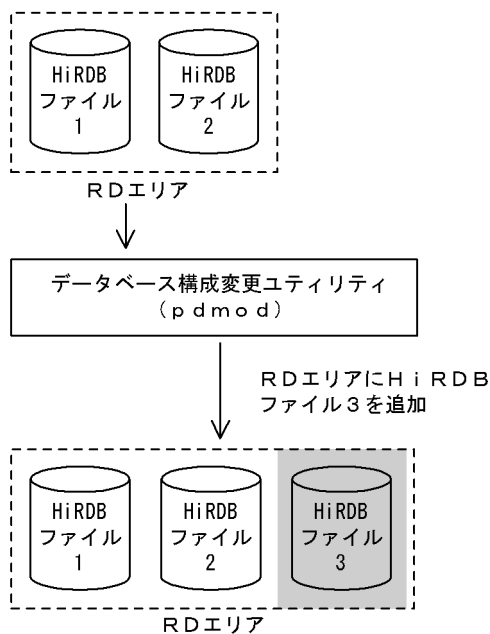 HiRDB
ファイル
1
HiRDB
ファイル
2
ＲＤエリア
データベース構成変更ユティリティ
（ｐｄｍｏｄ）
ＲＤエリアにＨｉＲＤＢ
ファイル３を追加
HiRDB
ファイル
1
HiRDB
ファイル
2
HiRDB
ファイル
3
ＲＤエリア